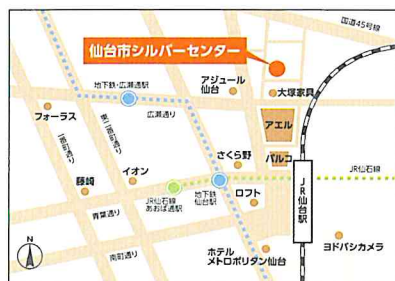 国道45号線
仙台市シルバーセンター
地下鉄・広瀬通駅
アジュール
仙台
大塚家具
フォーラス
広瀬通り
アエル
一番町通り
東二番町通り
さくら野
パルコ
イオン
JR仙石線
藤崎
JR仙石線
あおば通駅
地下鉄
仙台駅
ロフト
JR仙台駅
青葉通り
南町通り
ホテル
メトロポリタン仙台
ヨドバシカメラ
N